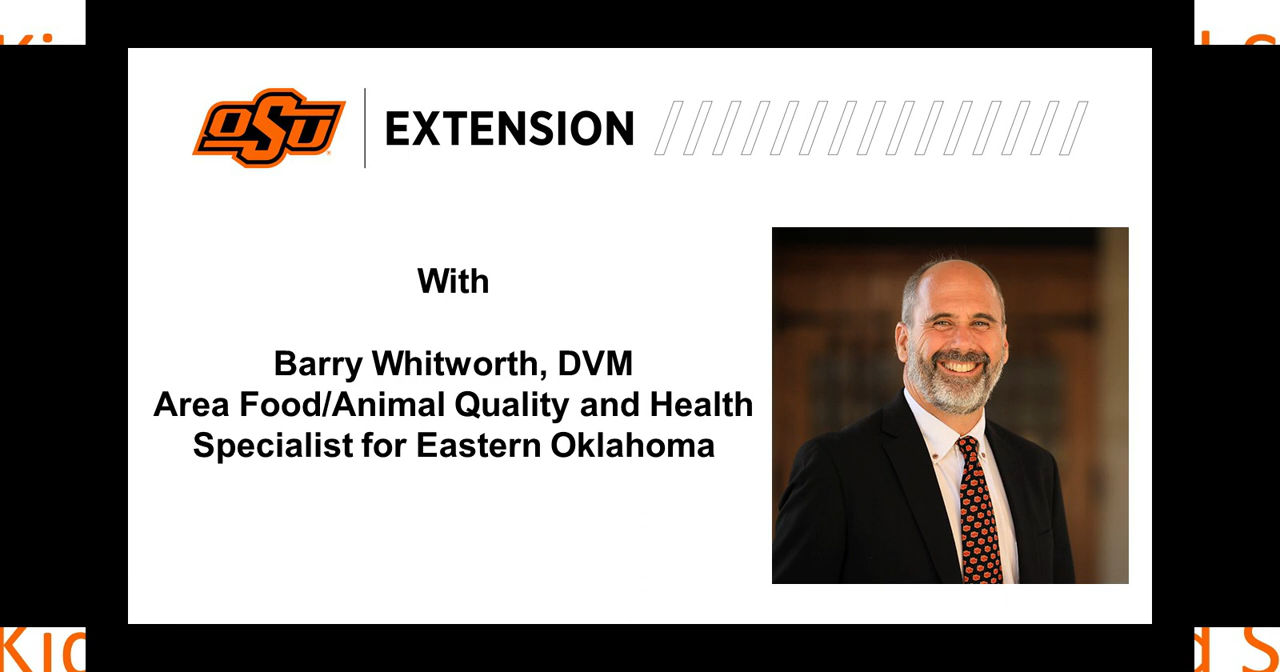 OSU EXTENSION
With
Barry Whitworth, DVM
Area Food/Animal Quality and Health
Specialist for Eastern Oklahoma